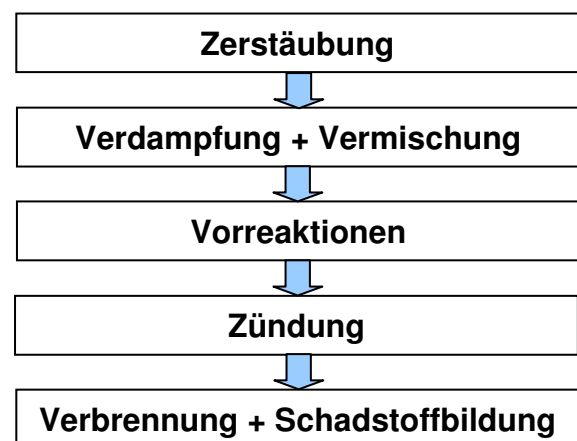 Zerstäubung
Verdampfung + Vermischung
Vorreaktionen
Zündung
Verbrennung + Schadstoffbildung